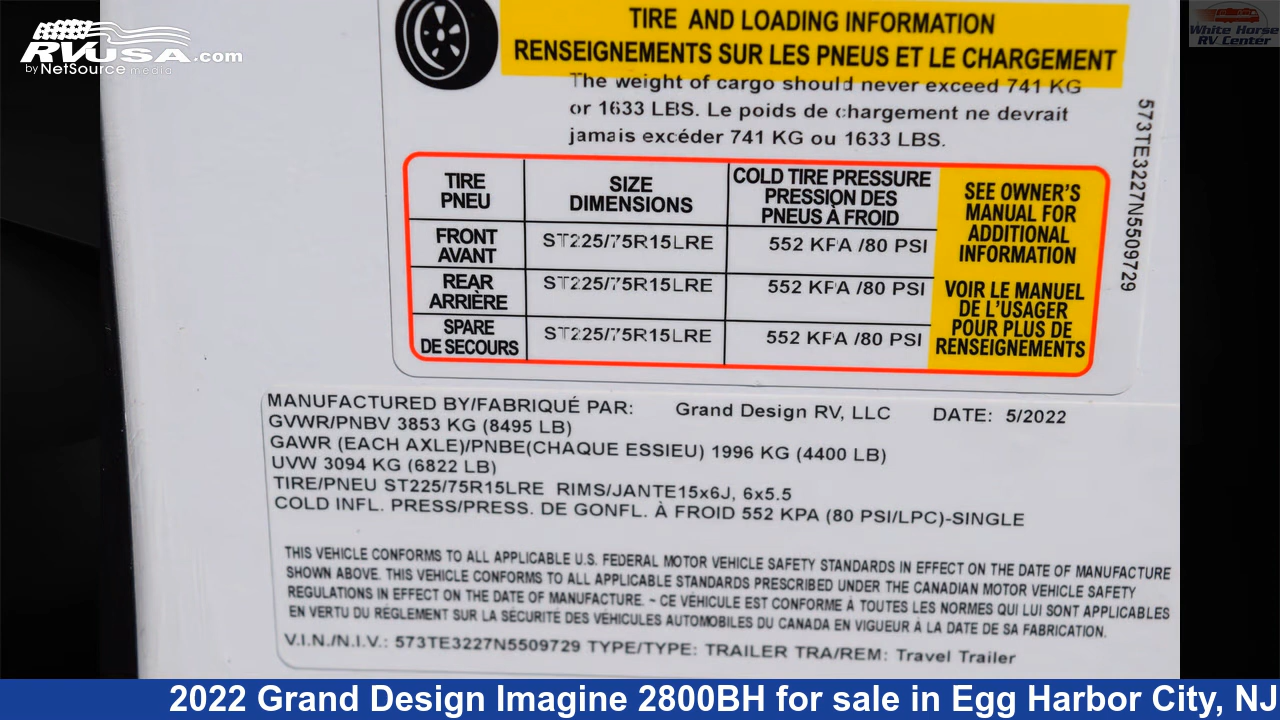 RVUSA.com
by NetSource media
White Horse
RV Center
TIRE AND LOADING INFORMATION
RENSEIGNEMENTS SUR LES PNEUS ET LE CHARGEMENT
The weight of cargo should never exceed 741 KG
or 1633 LBS. Le poids de chargement ne devrait
jamais excéder 741 KG ou 1633 LBS.
573TE3227N5509729
TIRE
PNEU
SIZE
DIMENSIONS
COLD TIRE PRESSURE
PRESSION DES
PNEUS À FROID
FRONT
AVANT
ST225/75R15LRE
552 KPA /80 PSI
REAR
ARRIÈRE
ST225/75R15LRE
552 KPA /80 PSI
SPARE
DE SECOURS
ST225/75R15LRE
552 KPA /80 PSI
SEE OWNER'S
MANUAL FOR
ADDITIONAL
INFORMATION
VOIR LE MANUEL
DE L'USAGER
POUR PLUS DE
RENSEIGNEMENTS
MANUFACTURED BY/FABRIQUÉ PAR: Grand Design RV, LLC DATE: 5/2022
GVWR/PNBV 3853 KG (8495 LB)
GAWR (EACH AXLE)/PNBE(CHAQUE ESSIEU) 1996 KG (4400 LB)
UVW 3094 KG (6822 LB)
TIRE/PNEU ST225/75R15LRE RIMS/JANTE15x6J, 6x5.5
COLD INFL. PRESS/PRESS. DE GONFL. À FROID 552 KPA (80 PSI/LPC)-SINGLE
THIS VEHICLE CONFORMS TO ALL APPLICABLE U.S. FEDERAL MOTOR VEHICLE SAFETY STANDARDS IN EFFECT ON THE DATE OF MANUFACTURE
SHOWN ABOVE. THIS VEHICLE CONFORMS TO ALL APPLICABLE STANDARDS PRESCRIBED UNDER THE CANADIAN MOTOR VEHICLE SAFETY
REGULATIONS IN EFFECT ON THE DATE OF MANUFACTURE. ~ CE VÉHICULE EST CONFORME À TOUTES LES NORMES QUI LUI SONT APPLICABLES
EN VERTU DU RÉGLEMENT SUR LA SÉCURITÉ DES VÉHICULES AUTOMOBILES DU CANADA EN VIGUEUR À LA DATE DE SA FABRICATION.
V.I.N./N.I.V.: 573TE3227N5509729 TYPE/TYPE: TRAILER TRA/REM: Travel Trailer
2022 Grand Design Imagine 2800BH for sale in Egg Harbor City, NJ